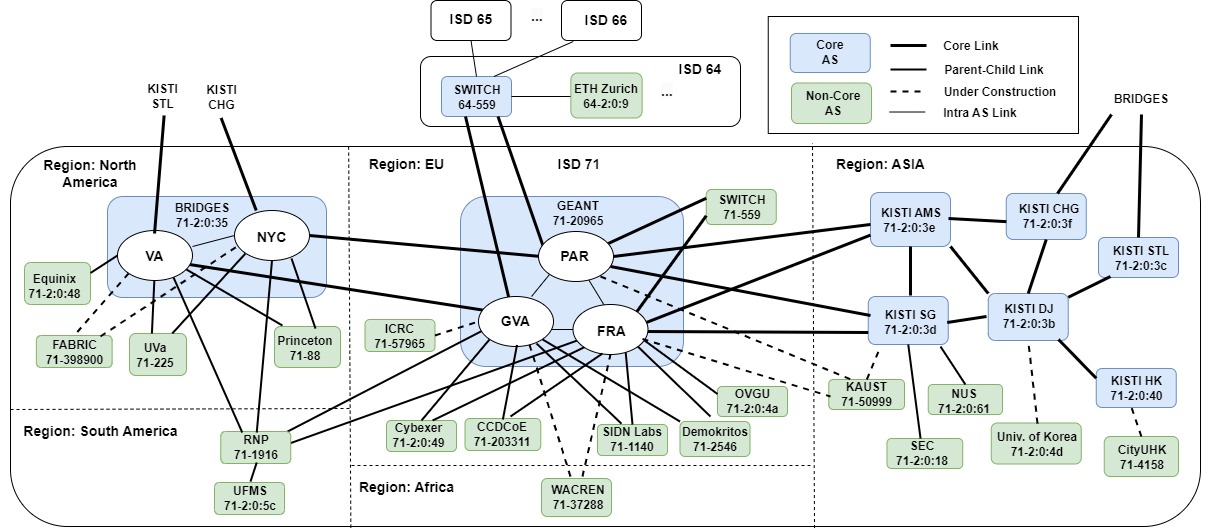 ISD 65
...
ISD 66
ISD 64
SWITCH
64-559
ETH Zurich
64-2:0:9
...
Core
AS
Non-Core
AS
Core Link
Parent-Child Link
Under Construction
Intra AS Link
KISTI
STL
KISTI
CHG
BRIDGES
Region: North
America
Region: EU
ISD 71
Region: ASIA
BRIDGES
71-2:0:35
VA
NYC
Equinix
71-2:0:48
FABRIC
71-398900
UVa
71-225
Princeton
71-88
GEANT
71-20965
PAR
GVA
FRA
SWITCH
71-559
ICRC
71-57965
Cybexer
71-2:0:49
CCDCoE
71-203311
SIDN Labs
71-1140
Demokritos
71-2546
OVGU
71-2:0:4a
KISTI AMS
71-2:0:3e
KISTI CHG
71-2:0:3f
KISTI STL
71-2:0:3c
KISTI SG
71-2:0:3d
KISTI DJ
71-2:0:3b
KISTI HK
71-2:0:40
KAUST
71-50999
NUS
71-2:0:61
SEC
71-2:0:18
Univ. of Korea
71-2:0:4d
CityUHK
71-4158
Region: South America
RNP
71-1916
UFMS
71-2:0:5c
Region: Africa
WACREN
71-37288